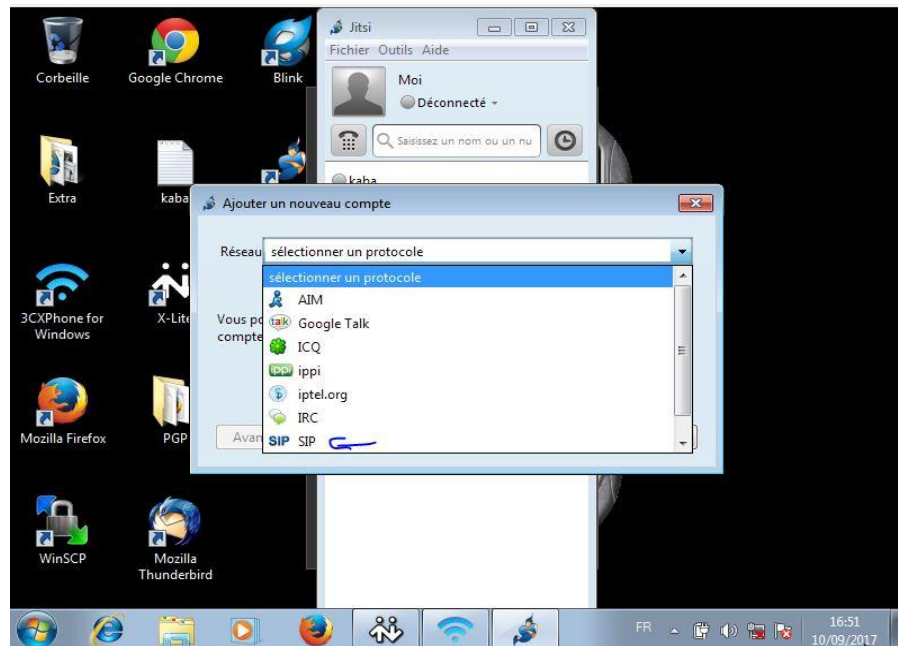 Jitsi
Fichier Outils Aide
Corbeille
Google Chrome
Blink
Moi
Déconnecté
Saisissez un nom ou un nu
kaba
Extra
kaba
Ajouter un nouveau compte
Réseau
sélectionner un protocole
sélectionner un protocole
AIM
talk Google Talk
ICQ
ippi ippi
iptel.org
IRC
SIP SIP
Vous po
compte
Avan
3CXPhone for
Windows
X-Lite
Mozilla Firefox
PGP
WinSCP
Mozilla
Thunderbird
FR
16:51
10/09/2017